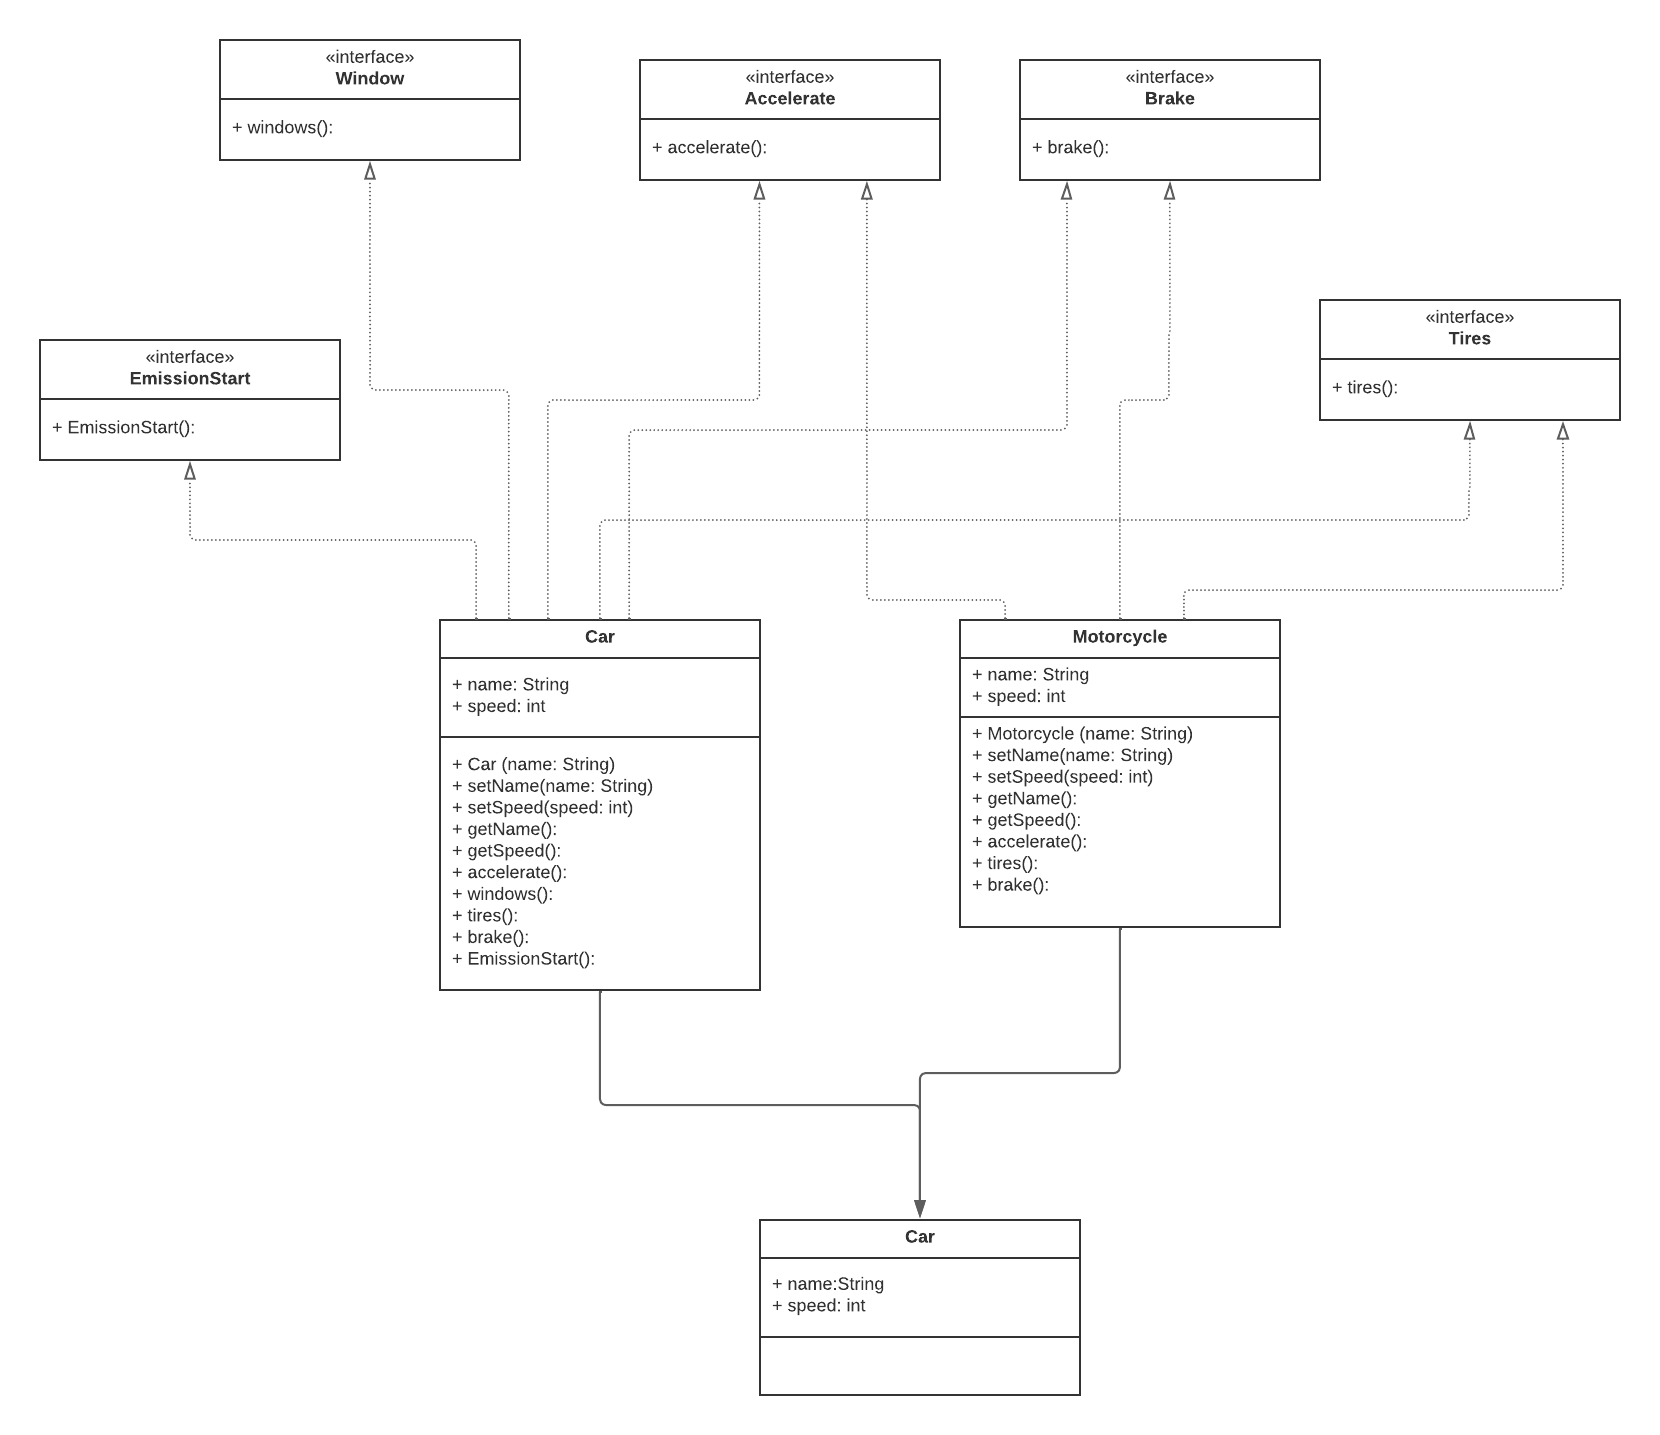 «interface»
Window
+ windows():
«interface»
Accelerate
+ accelerate():
«interface»
Brake
+ brake():
«interface»
Tires
+ tires():
«interface»
EmissionStart
+ EmissionStart():
Car
+ name: String
+ speed: int
+ Car (name: String)
+ setName(name: String)
+ setSpeed(speed: int)
+ getName():
+ getSpeed():
+ accelerate():
+ windows():
+ tires():
+ brake():
+ EmissionStart():
Motorcycle
+ name: String
+ speed: int
+ Motorcycle (name: String)
+ setName(name: String)
+ setSpeed(speed: int)
+ getName():
+ getSpeed():
+ accelerate():
+ tires():
+ brake():
Car
+ name:String
+ speed: int